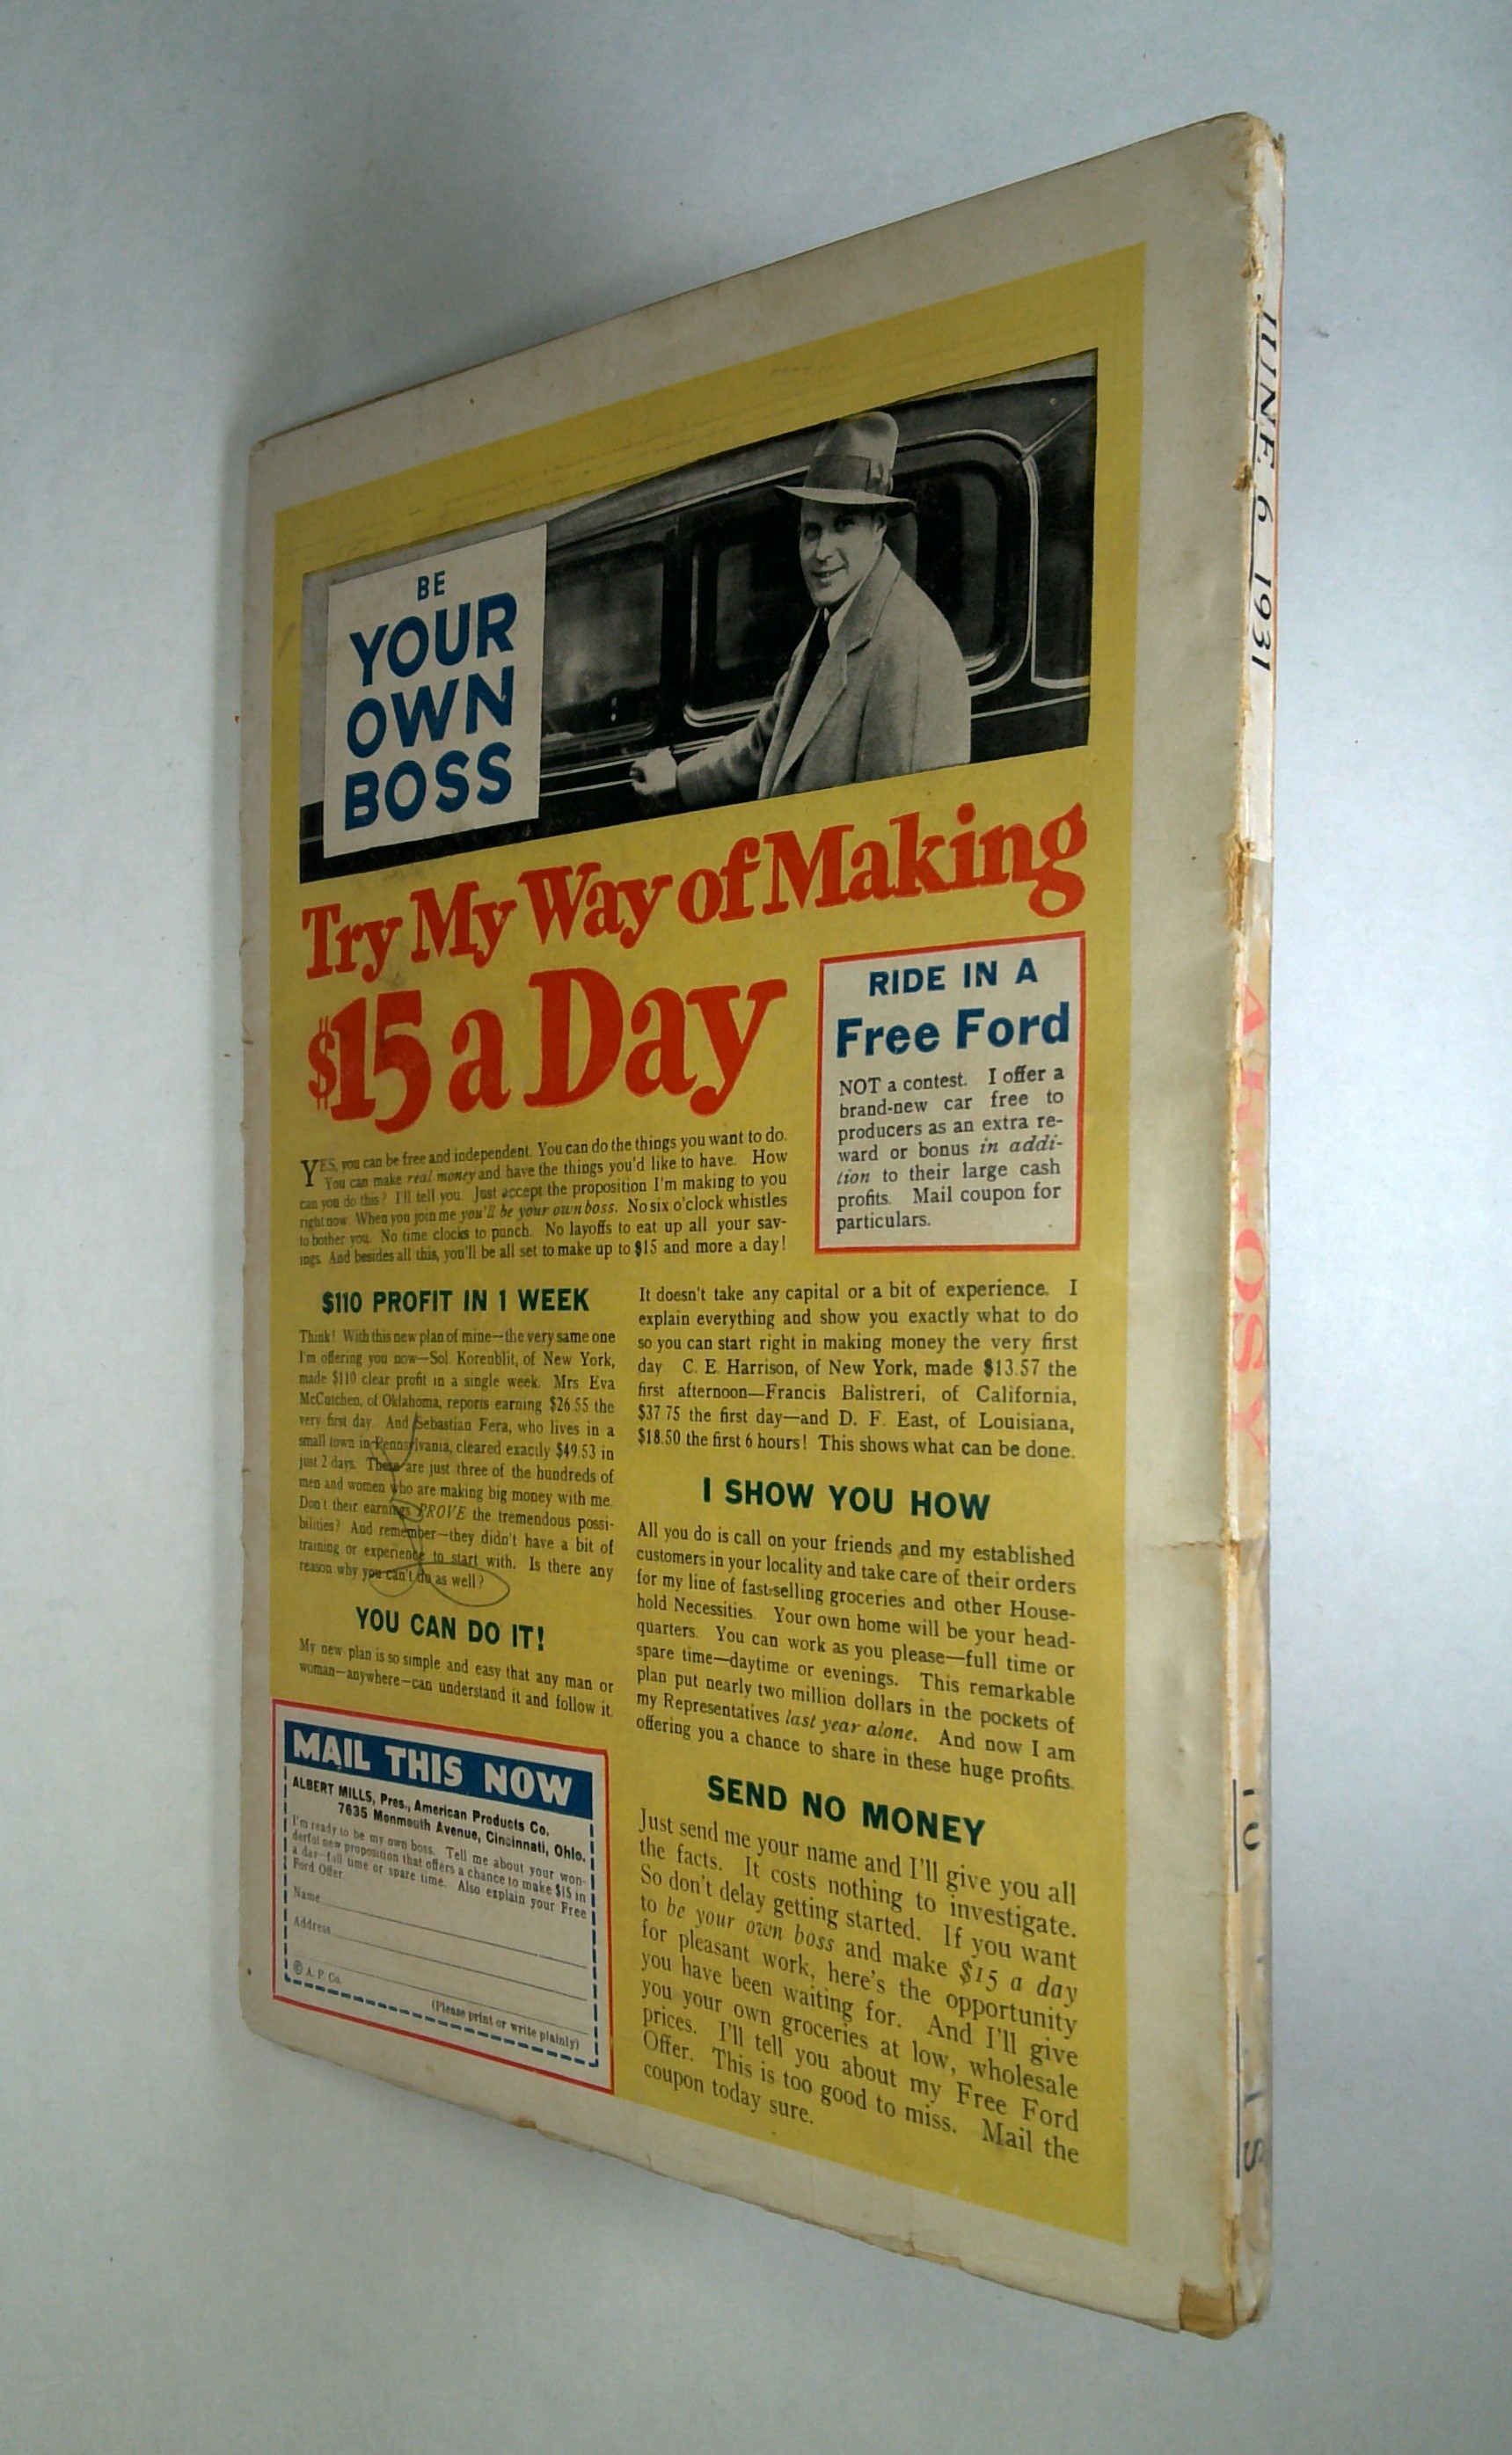 BE
YOUR
OWN
BOSS
Try My Way of Making
$15 a Day
YES, you can be free and independent. You can do the things you want to do.
You can make real money and have the things you'd like to have. How
can you do this? I'll tell you. Just accept the proposition I'm making to you
right now. When you join me you'll be your own boss. No six o'clock whistles
to bother you. No time clocks to punch. No layoffs to eat up all your sav-
ings. And besides all this, you'll be all set to make up to $15 and more a day!
RIDE IN A
Free Ford
NOT a contest. I offer a
brand-new car free to
producers as an extra re-
ward or bonus in addi-
tion to their large cash
profits. Mail coupon for
particulars.
$110 PROFIT IN 1 WEEK
Think! With this new plan of mine—the very same one
I'm offering you now—Sol. Korenblit, of New York,
made $110 clear profit in a single week. Mrs. Eva
McCutchen, of Oklahoma, reports earning $26.55 the
very first day. And Sebastian Fera, who lives in a
small town in Pennsylvania, cleared exactly $49.53 in
just 2 days. These are just three of the hundreds of
men and women who are making big money with me.
Don't their earnings PROVE the tremendous possi-
bilities? And remember—they didn't have a bit of
training or experience to start with. Is there any
reason why you can't do as well?
YOU CAN DO IT!
My new plan is so simple and easy that any man or
woman—anywhere—can understand it and follow it.
It doesn't take any capital or a bit of experience. I
explain everything and show you exactly what to do
so you can start right in making money the very first
day. C. E. Harrison, of New York, made $13.57 the
first afternoon—Francis Balistreri, of California,
$37.75 the first day—and D. F. East, of Louisiana,
$18.50 the first 6 hours! This shows what can be done.
I SHOW YOU HOW
All you do is call on your friends and my established
customers in your locality and take care of their orders
for my line of fast-selling groceries and other House-
hold Necessities. Your own home will be your head-
quarters. You can work as you please—full time or
spare time—daytime or evenings. This remarkable
plan put nearly two million dollars in the pockets of
my Representatives last year alone. And now I am
offering you a chance to share in these huge profits.
SEND NO MONEY
Just send me your name and I'll give you all
the facts. It costs nothing to investigate.
So don't delay getting started. If you want
to be your own boss and make $15 a day
for pleasant work, here's the opportunity
you have been waiting for. And I'll give
you your own groceries at low, wholesale
prices. I'll tell you about my Free Ford
Offer. This is too good to miss. Mail the
coupon today sure.
MAIL THIS NOW
ALBERT MILLS, Pres., American Products Co.
7635 Monmouth Avenue, Cincinnati, Ohio.
I'm ready to be my own boss. Tell me about your won-
derful new proposition that offers a chance to make $15 in
a day—full time or spare time. Also explain your Free
Ford Offer.
Name
Address
© A. P. Co.
(Please print or write plainly)
JUNE 6 1931